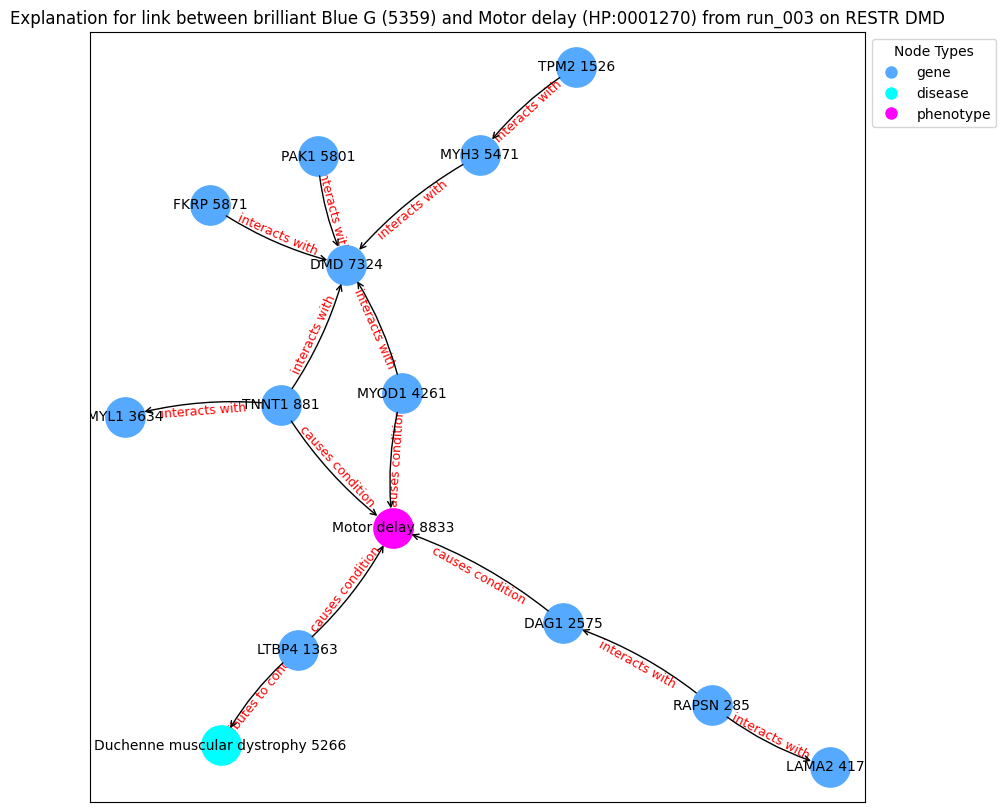 Explanation for link between brilliant Blue G (5359) and Motor delay (HP:0001270) from run_003 on RESTR DMD
Node Types
gene
disease
phenotype
TPM2 1526
interacts with
PAK1 5801
MYH3 5471
interacts with
interacts with
FKRP 5871
interacts with
DMD 7324
interacts with
interacts with
MYOD1 4261
MYL1 3634
interacts with
TNNT1 881
causes condition
causes condition
Motor delay 8833
causes condition
causes condition
DAG1 2575
LTBP4 1363
interacts with
butes to cond
RAPSN 285
interacts with
Duchenne muscular dystrophy 5266
LAMA2 417